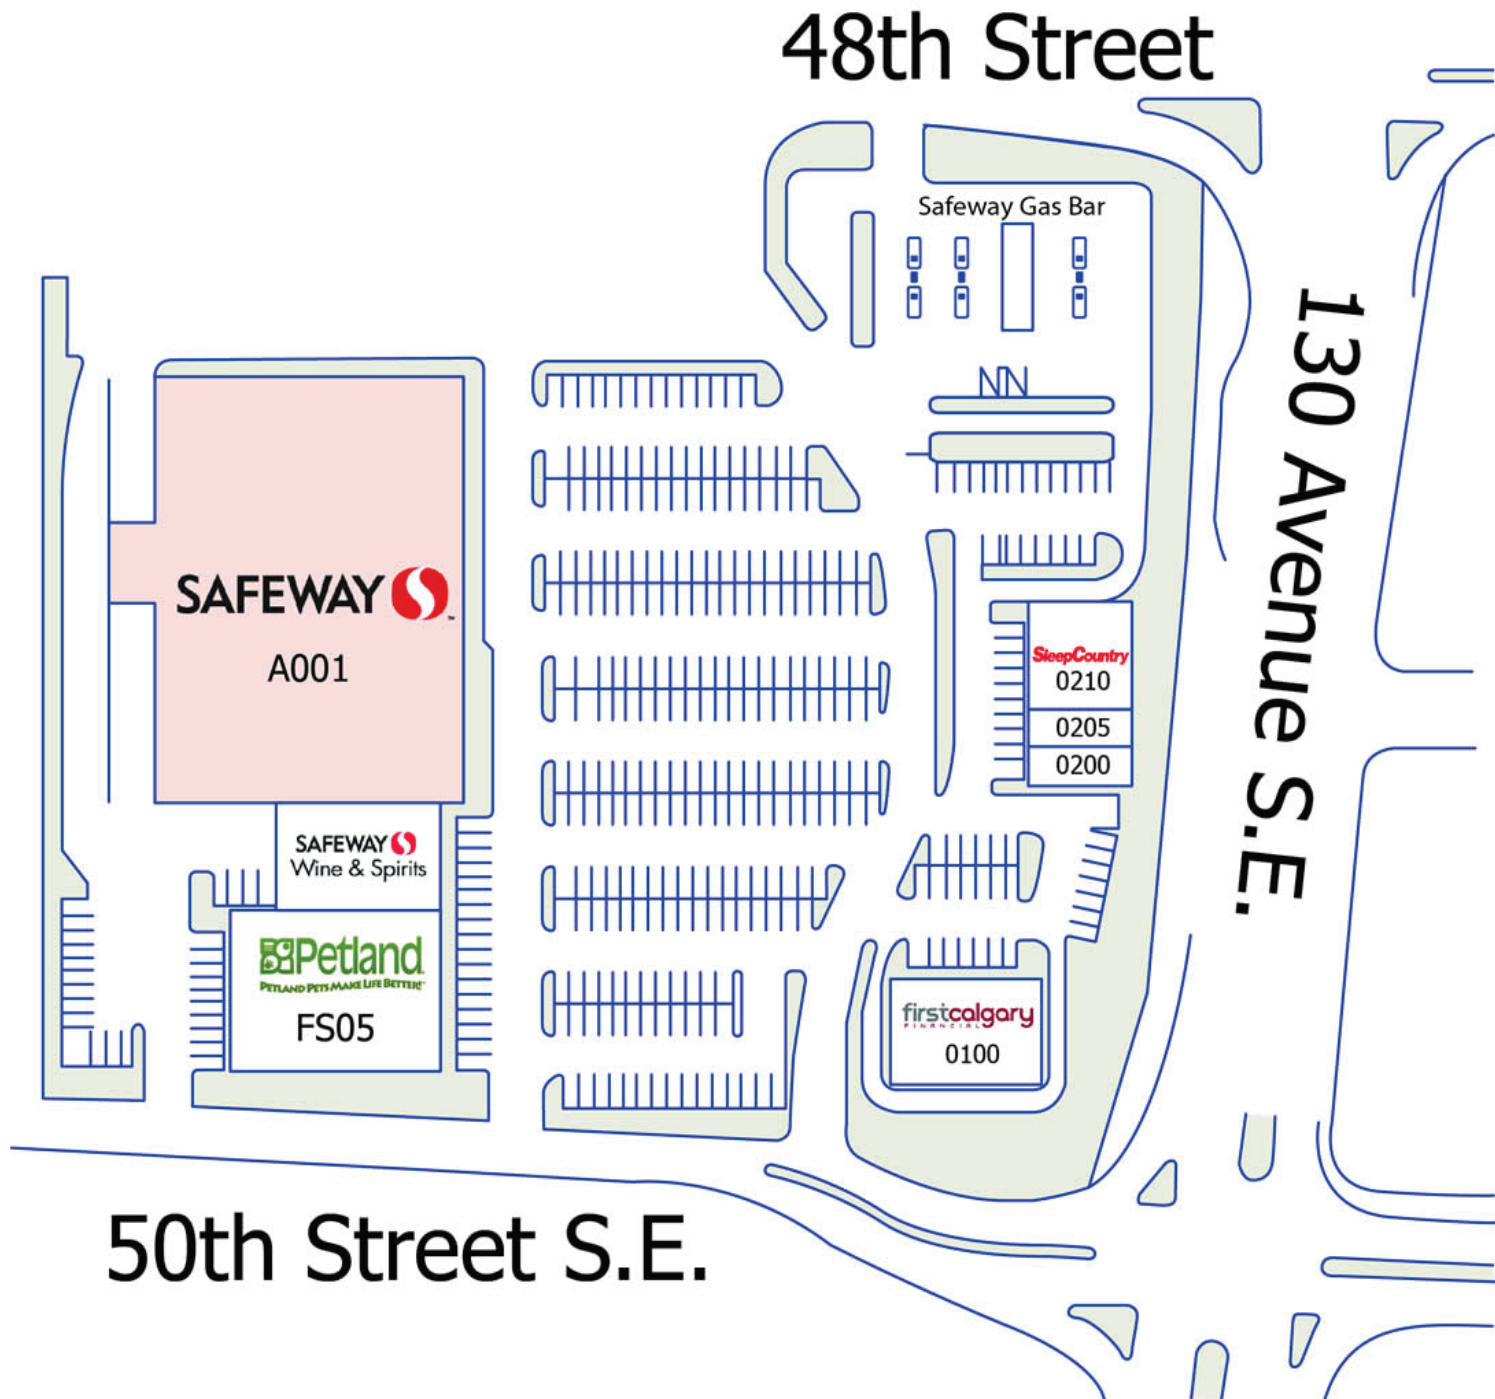 48th Street
Safeway Gas Bar
130 Avenue S.E.
SAFEWAY
A001
SleepCountry
0210
0205
0200
SAFEWAY
Wine & Spirits
Petland
PETLAND PETS MAKE LIFE BETTER!
FS05
firstcalgary
FINANCIAL
0100
50th Street S.E.